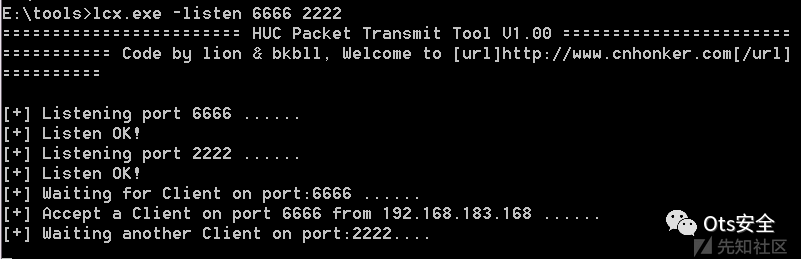 E:\tools>lcx.exe -listen 6666 2222
======================== HUC Packet Transmit Tool V1.00 =======================
=========== Code by lion & bkbll, Welcome to [url]http://www.cnhonker.com[/url]
==========
[+] Listening port 6666 ......
[+] Listen OK!
[+] Listening port 2222 ......
[+] Listen OK!
[+] Waiting for Client on port:6666 ......
[+] Accept a Client on port 6666 from 192.168.183.168 ......
[+] Waiting another Client on port:2222....
Ots安全
先知社区